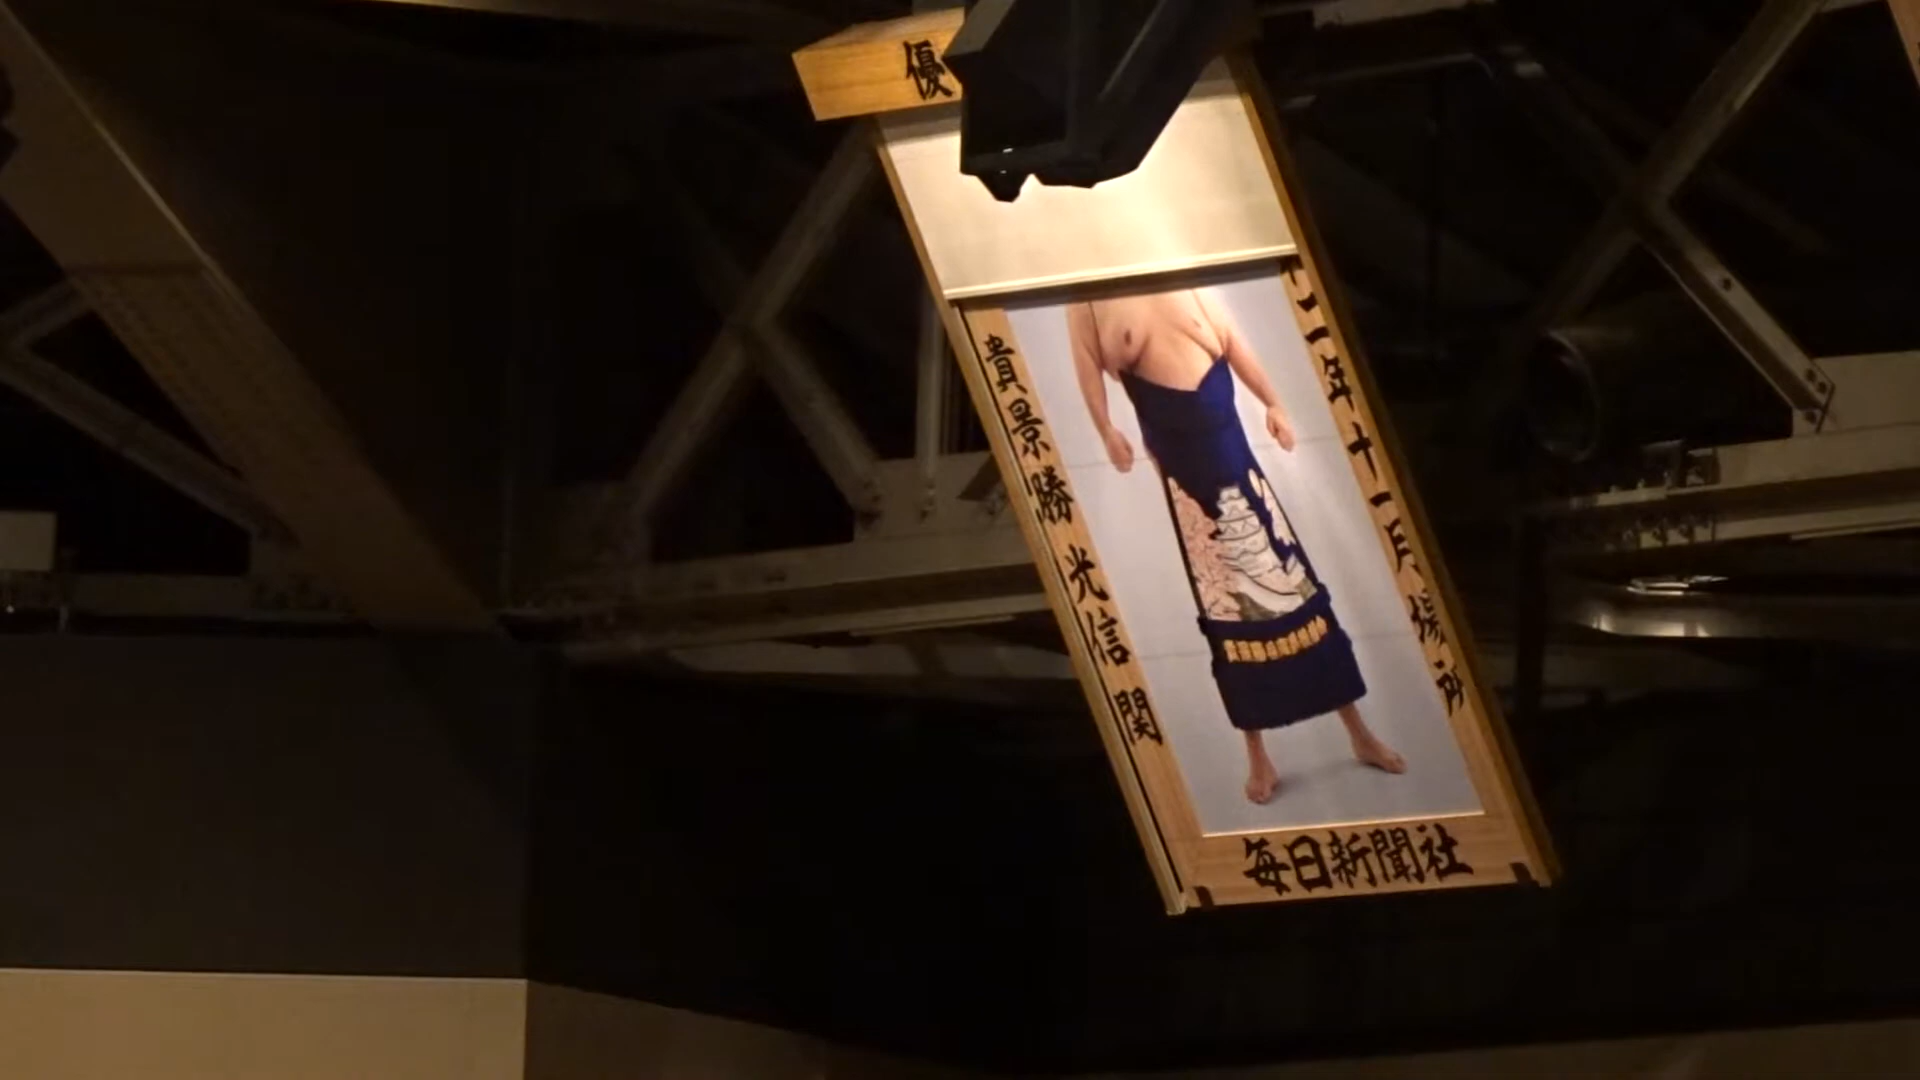 優
二年十一月場所
貴景勝 光信 関
毎日新聞社